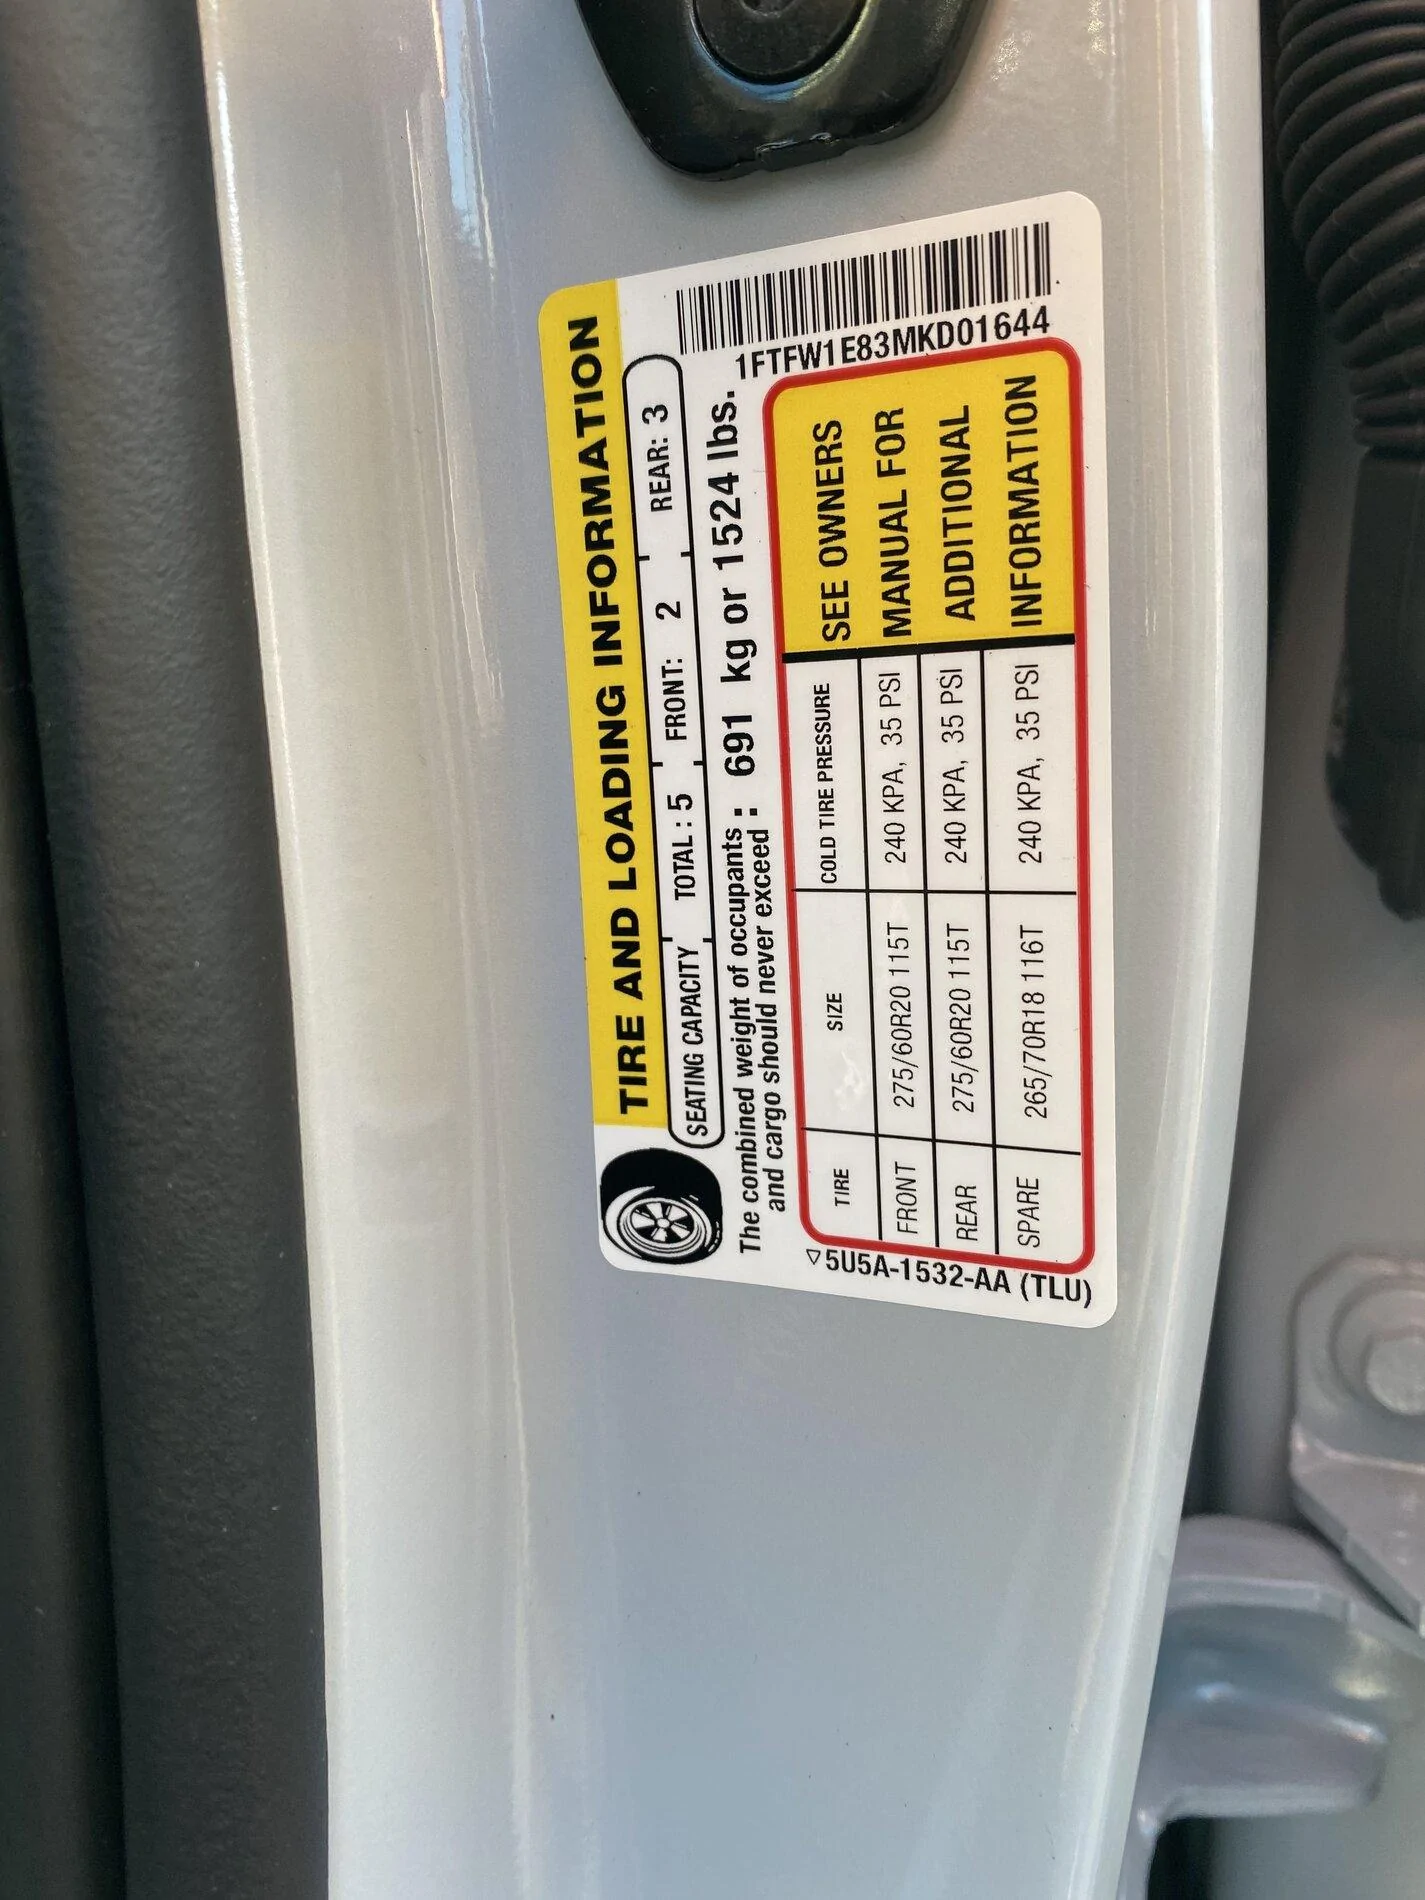 TIRE AND LOADING INFORMATION
SEATING CAPACITY TOTAL : 5 FRONT: 2 REAR: 3
The combined weight of occupants : 691 kg or 1524 lbs.
and cargo should never exceed :
1FTFW1E83MKD01644
TIRE SIZE COLD TIRE PRESSURE
FRONT 275/60R20 115T 240 KPA, 35 PSI
REAR 275/60R20 115T 240 KPA, 35 PSI
SPARE 265/70R18 116T 240 KPA, 35 PSI
SEE OWNERS
MANUAL FOR
ADDITIONAL
INFORMATION
5U5A-1532-AA (TLU)